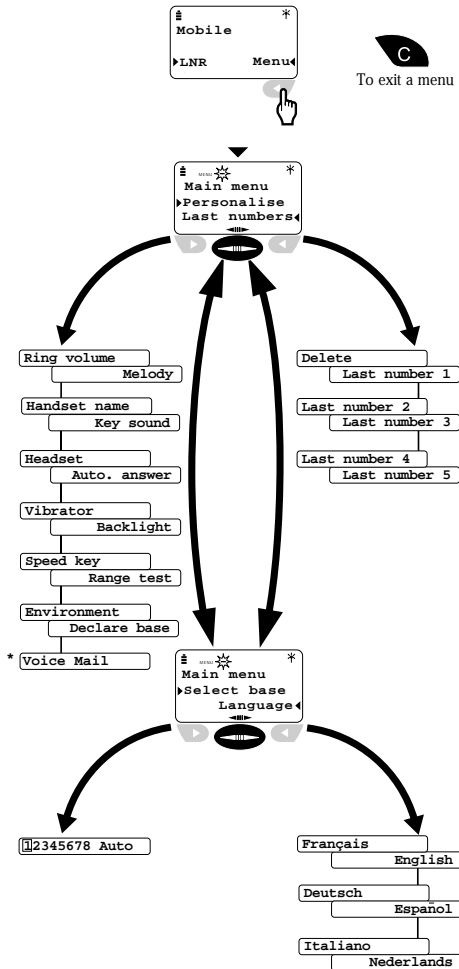 Mobile
LNR Menu
C
To exit a menu
MENU
Main menu
Personalise
Last numbers
Ring volume
Melody
Handset name
Key sound
Headset
Auto. answer
Vibrator
Backlight
Speed key
Range test
Environment
Declare base
* Voice Mail
Delete
Last number 1
Last number 2
Last number 3
Last number 4
Last number 5
MENU
Main menu
Select base
Language
12345678 Auto
Français
English
Deutsch
Español
Italiano
Nederlands